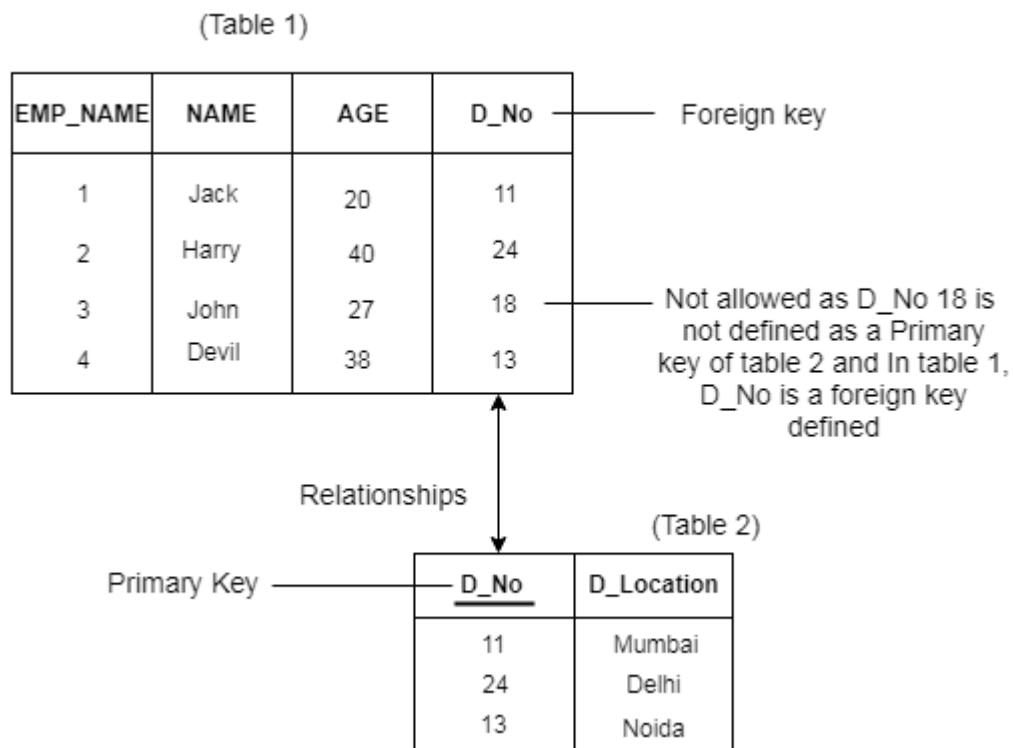 (Table 1)
EMP_NAME NAME AGE D_No Foreign key
1 Jack 20 11
2 Harry 40 24
3 John 27 18
4 Devil 38 13
Not allowed as D_No 18 is
not defined as a Primary
key of table 2 and In table 1,
D_No is a foreign key
defined
Relationships
(Table 2)
Primary Key D_No D_Location
11 Mumbai
24 Delhi
13 Noida